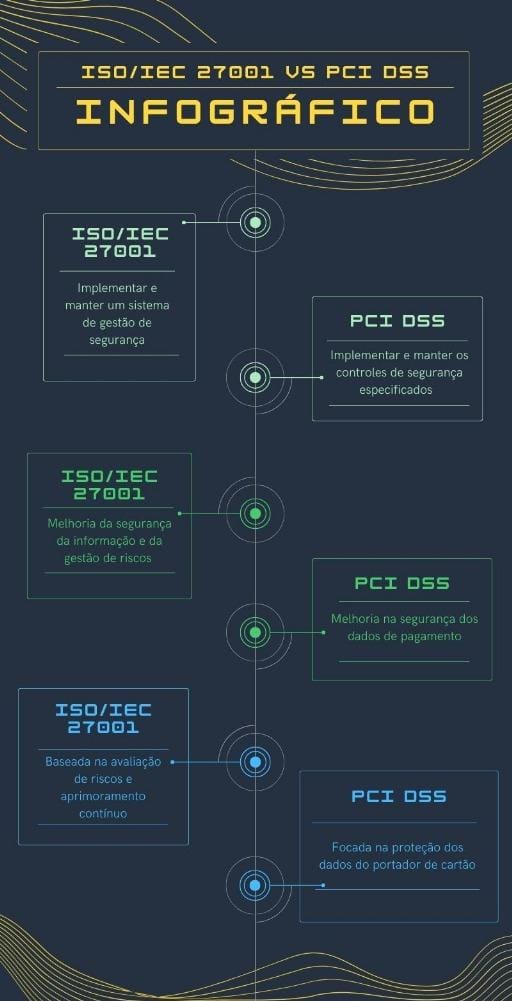 ISO/IEC 27001 VS PCI DSS
INFOGRÁFICO
ISO/IEC
27001
Implementar e
manter um sistema
de gestão de
segurança
PCI DSS
Implementar e manter os
controles de segurança
especificados
ISO/IEC
27001
Melhoria da segurança
da informação e da
gestão de riscos
PCI DSS
Melhoria na segurança dos
dados de pagamento
ISO/IEC
27001
Baseada na avaliação
de riscos e
aprimoramento
contínuo
PCI DSS
Focada na proteção dos
dados do portador de cartão